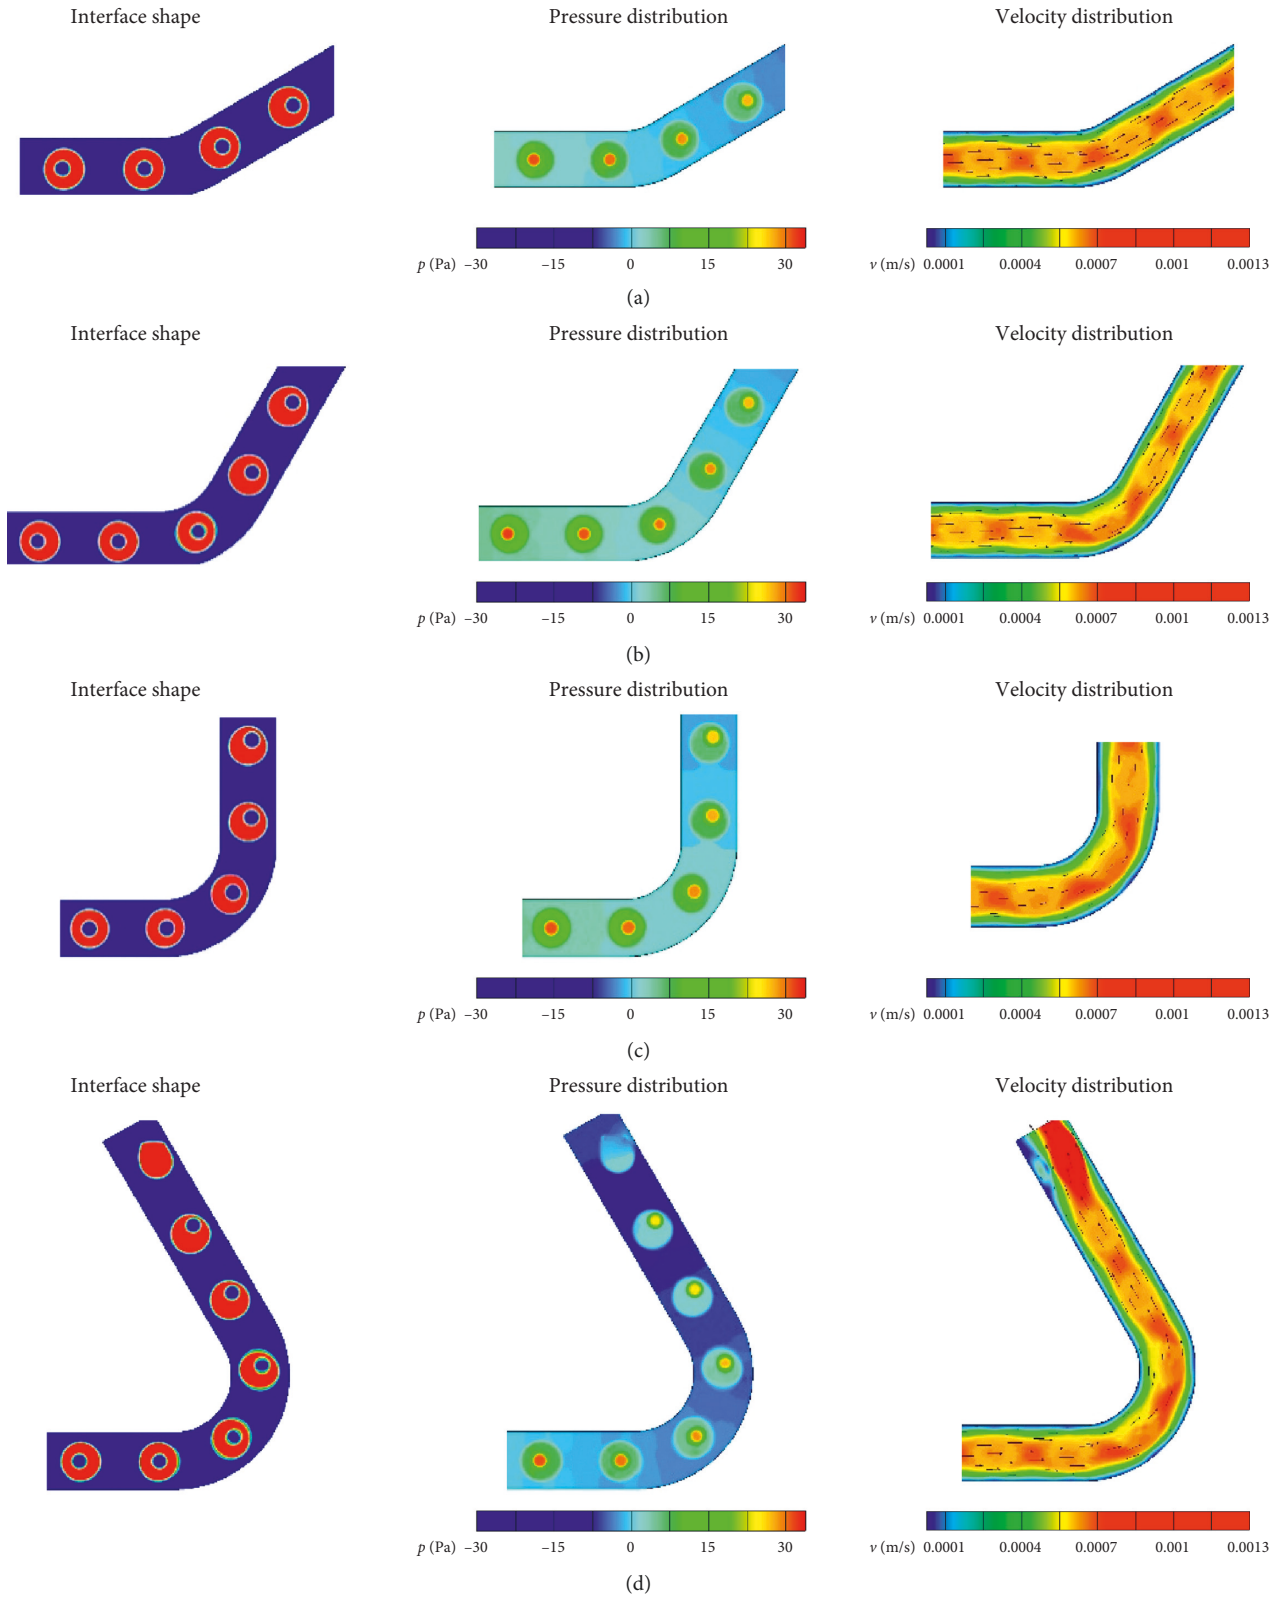 Interface shape Pressure distribution Velocity distribution
p (Pa) –30 –15 0 15 30 v (m/s) 0.0001 0.0004 0.0007 0.001 0.0013
(a)
Interface shape Pressure distribution Velocity distribution
p (Pa) –30 –15 0 15 30 v (m/s) 0.0001 0.0004 0.0007 0.001 0.0013
(b)
Interface shape Pressure distribution Velocity distribution
p (Pa) –30 –15 0 15 30 v (m/s) 0.0001 0.0004 0.0007 0.001 0.0013
(c)
Interface shape Pressure distribution Velocity distribution
p (Pa) –30 –15 0 15 30 v (m/s) 0.0001 0.0004 0.0007 0.001 0.0013
(d)